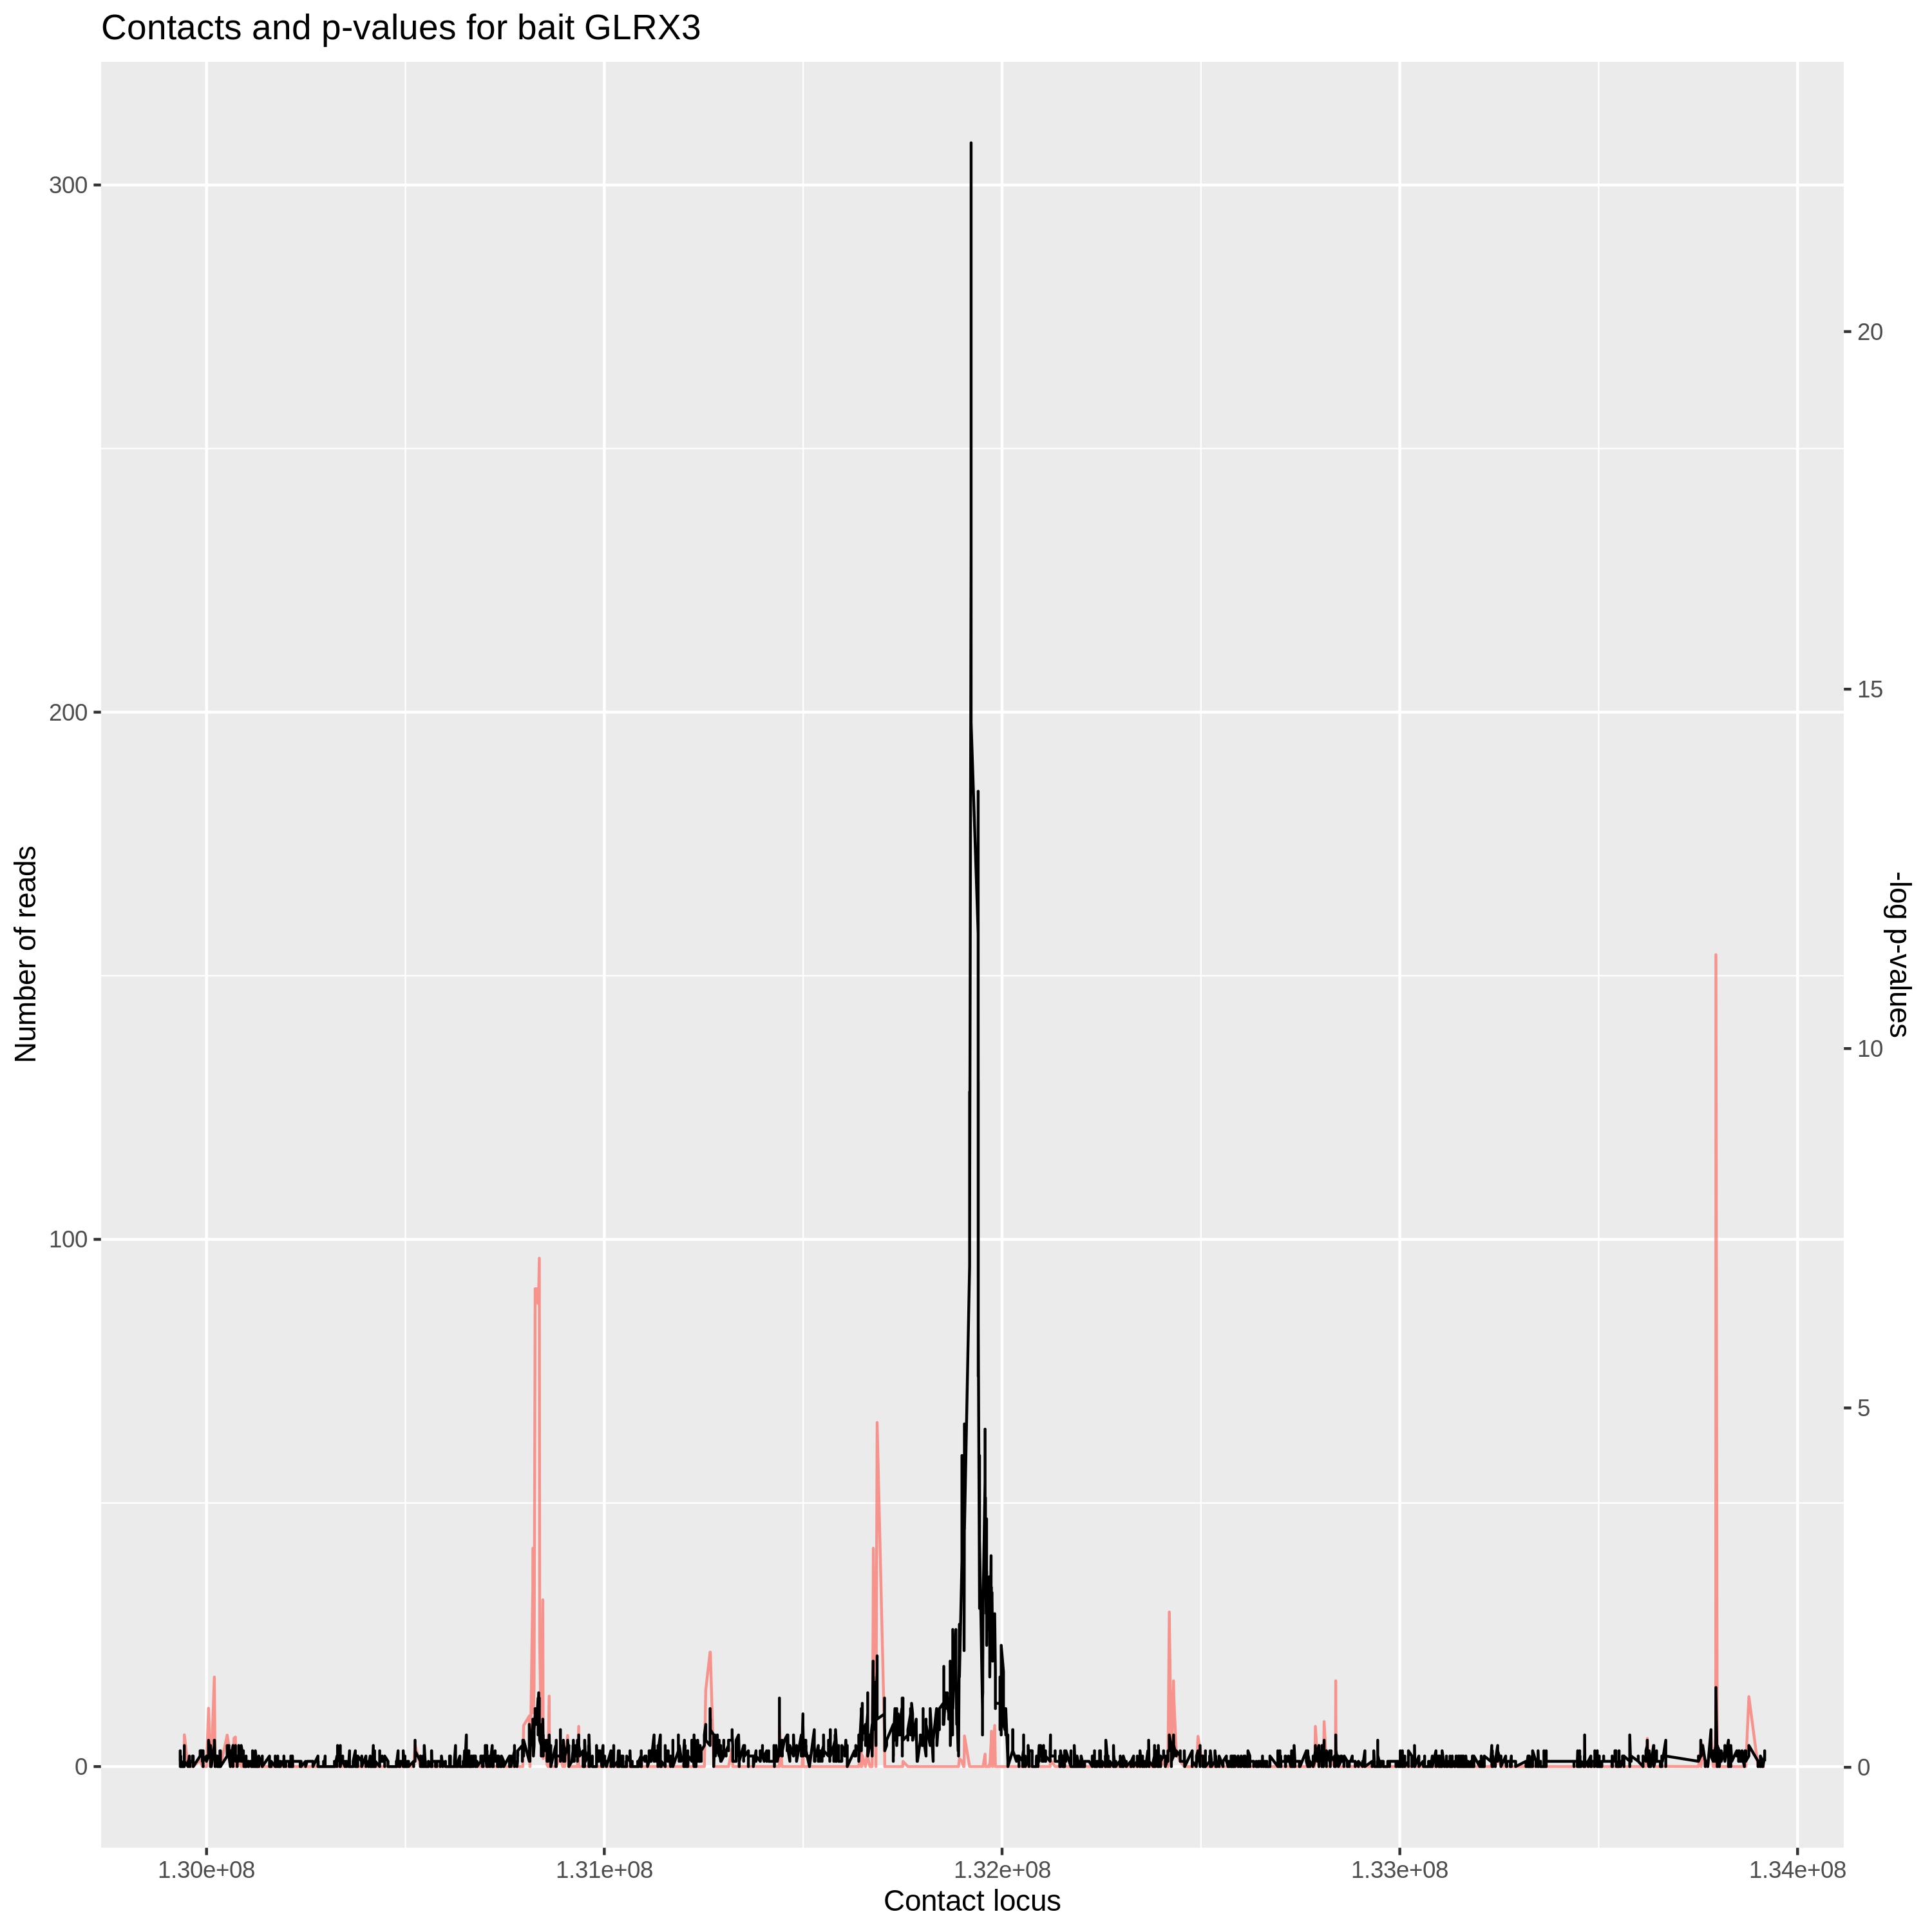 Contacts and p-values for bait GLRX3
300
200
100
0
Number of reads
20
15
10
5
0
-log p-values
1.30e+08
1.31e+08
1.32e+08
1.33e+08
1.34e+08
Contact locus